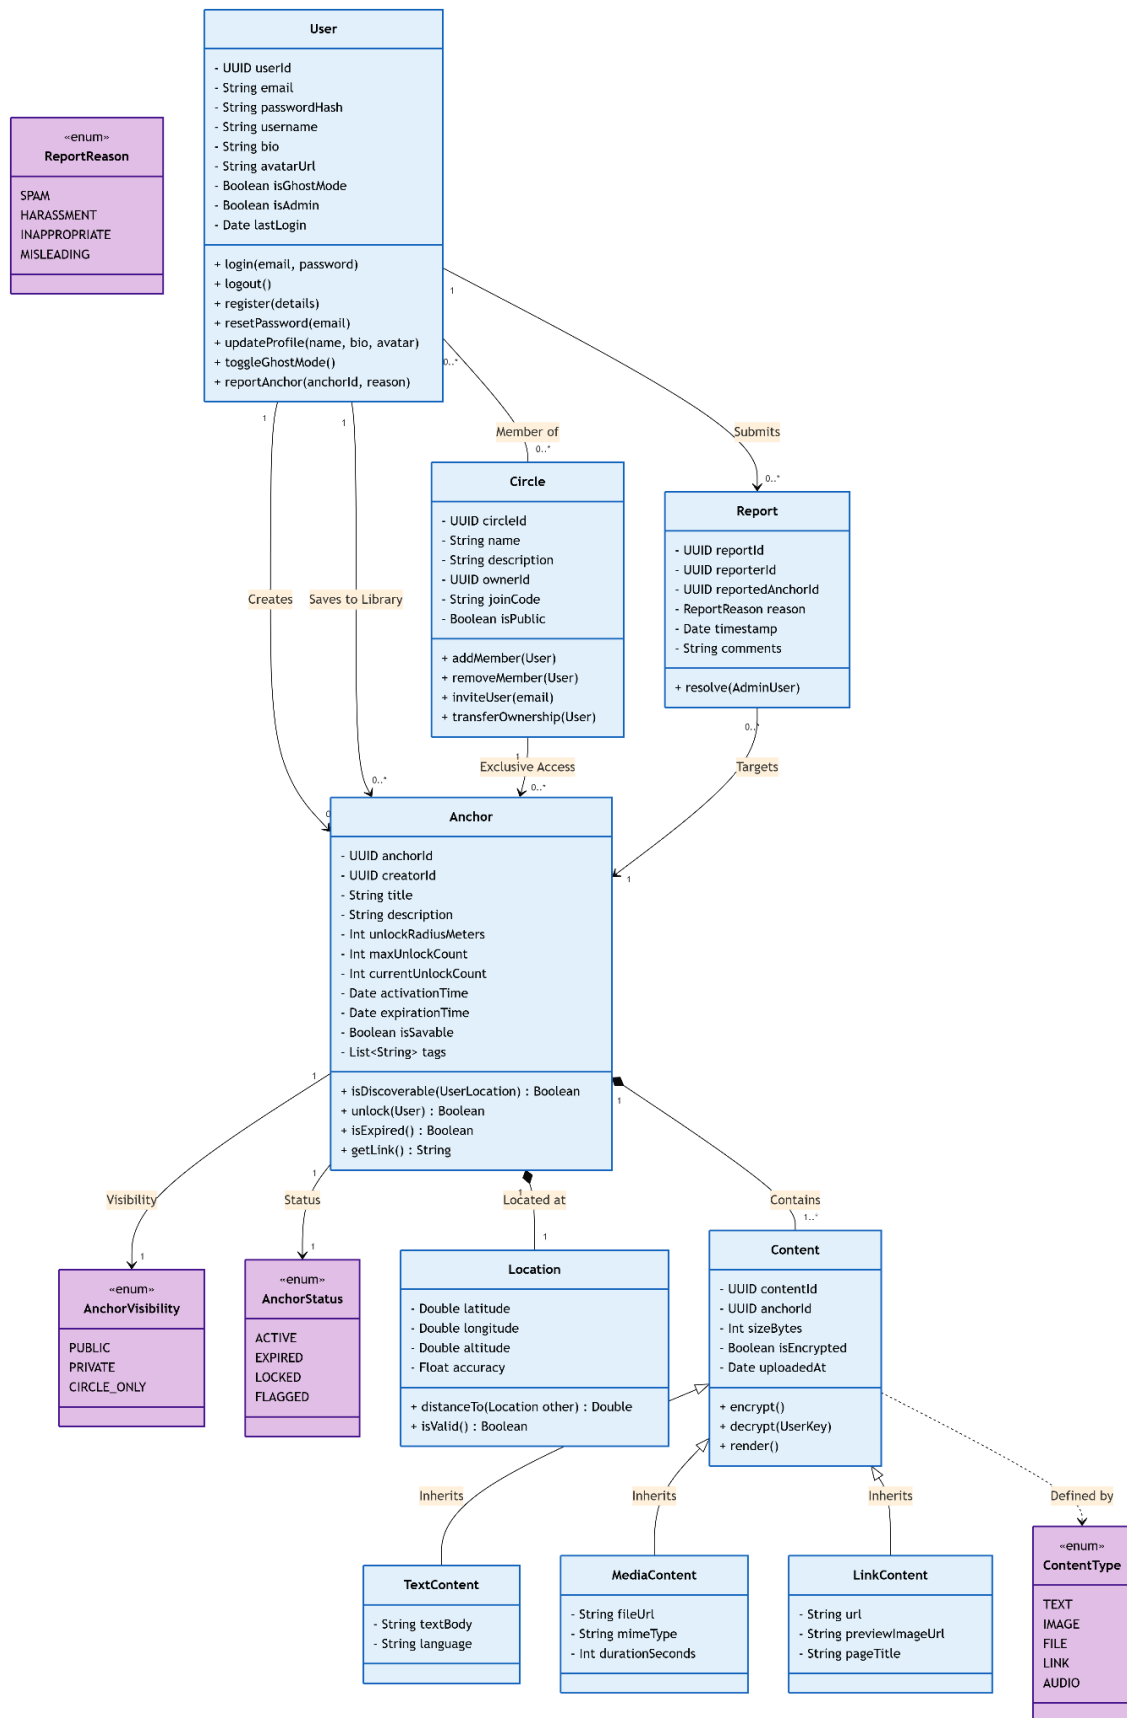 User
- UUID userId
- String email
- String passwordHash
- String username
- String bio
- String avatarUrl
- Boolean isGhostMode
- Boolean isAdmin
- Date lastLogin
+ login(email, password)
+ logout()
+ register(details)
+ resetPassword(email)
+ updateProfile(name, bio, avatar)
+ toggleGhostMode()
+ reportAnchor(anchorId, reason)
«enum»
ReportReason
SPAM
HARASSMENT
INAPPROPRIATE
MISLEADING
1
0..*
1
1
Member of
0..*
Submits
0..*
Circle
- UUID circleId
- String name
- String description
- UUID ownerId
- String joinCode
- Boolean isPublic
+ addMember(User)
+ removeMember(User)
+ inviteUser(email)
+ transferOwnership(User)
Report
- UUID reportId
- UUID reporterId
- UUID reportedAnchorId
- ReportReason reason
- Date timestamp
- String comments
+ resolve(AdminUser)
Creates
Saves to Library
1
Exclusive Access
0..*
0..*
Targets
0..*
0
1
Anchor
- UUID anchorId
- UUID creatorId
- String title
- String description
- Int unlockRadiusMeters
- Int maxUnlockCount
- Int currentUnlockCount
- Date activationTime
- Date expirationTime
- Boolean isSavable
- List<String> tags
+ isDiscoverable(UserLocation) : Boolean
+ unlock(User) : Boolean
+ isExpired() : Boolean
+ getLink() : String
1
1
1
1
Visibility
Status
Located at
Contains
1
1
1
1..*
«enum»
AnchorVisibility
PUBLIC
PRIVATE
CIRCLE_ONLY
«enum»
AnchorStatus
ACTIVE
EXPIRED
LOCKED
FLAGGED
Location
- Double latitude
- Double longitude
- Double altitude
- Float accuracy
+ distanceTo(Location other) : Double
+ isValid() : Boolean
Content
- UUID contentId
- UUID anchorId
- Int sizeBytes
- Boolean isEncrypted
- Date uploadedAt
+ encrypt()
+ decrypt(UserKey)
+ render()
Inherits
Inherits
Inherits
Defined by
TextContent
- String textBody
- String language
MediaContent
- String fileUrl
- String mimeType
- Int durationSeconds
LinkContent
- String url
- String previewImageUrl
- String pageTitle
«enum»
ContentType
TEXT
IMAGE
FILE
LINK
AUDIO